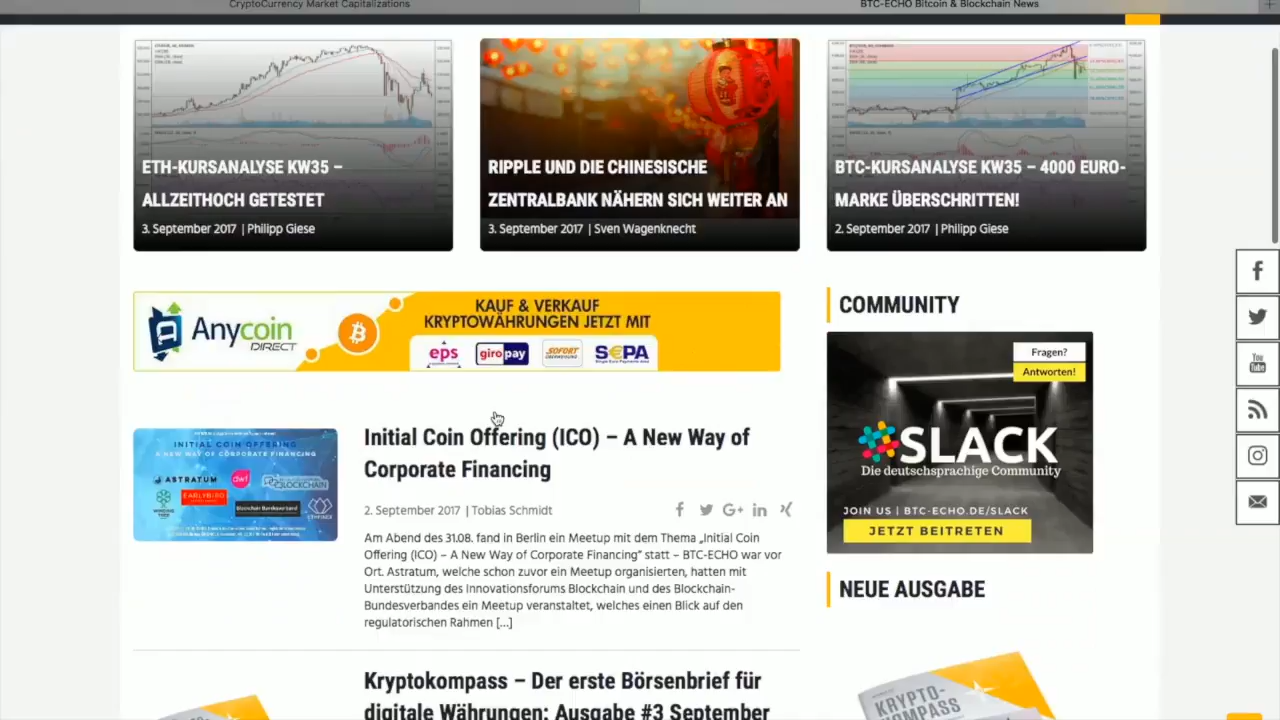 CryptoCurrency Market Capitalizations
BTC-ECHO Bitcoin & Blockchain News
ETH-KURSANALYSE KW35 –
ALLZEITHOCH GETESTET
3. September 2017 | Philipp Giese
RIPPLE UND DIE CHINESISCHE
ZENTRALBANK NÄHERN SICH WEITER AN
3. September 2017 | Sven Wagenknecht
BTC-KURSANALYSE KW35 – 4000 EURO-
MARKE ÜBERSCHRITTEN!
2. September 2017 | Philipp Giese
Anycoin
DIRECT
KAUF & VERKAUF
KRYPTOWÄHRUNGEN JETZT MIT
eps
giropay
SOFORT
ÜBERWEISUNG
SEPA
COMMUNITY
Fragen?
Antworten!
SLACK
Die deutschsprachige Community
JOIN US | BTC-ECHO.DE/SLACK
JETZT BEITRETEN
INITIAL COIN OFFERING
A NEW WAY OF CORPORATE FINANCING
ASTRATUM
dwf
BLOCKCHAIN
EARLYBIRD
Blockchain Bundesverband
Initial Coin Offering (ICO) – A New Way of
Corporate Financing
2. September 2017 | Tobias Schmidt
Am Abend des 31.08. fand in Berlin ein Meetup mit dem Thema „Initial Coin
Offering (ICO) – A New Way of Corporate Financing“ statt – BTC-ECHO war vor
Ort. Astratum, welche schon zuvor ein Meetup organisierten, hatten mit
Unterstützung des Innovationsforums Blockchain und des Blockchain-
Bundesverbandes ein Meetup veranstaltet, welches einen Blick auf den
regulatorischen Rahmen [...]
NEUE AUSGABE
KRYPTO-
KOMPASS
Kryptokompass – Der erste Börsenbrief für
digitale Währungen: Ausgabe #3 September